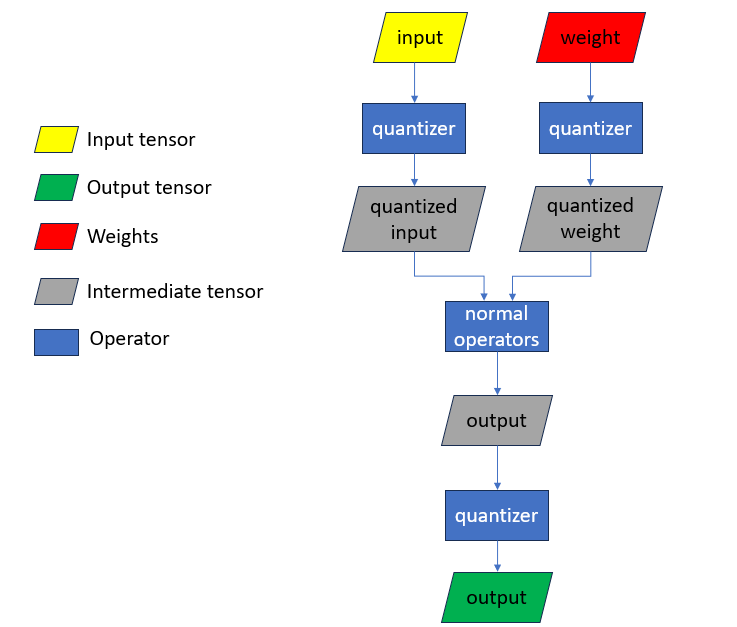 input
weight
quantizer
quantizer
Input tensor
Output tensor
quantized
input
quantized
weight
Weights
Intermediate tensor
Operator
normal
operators
output
quantizer
output